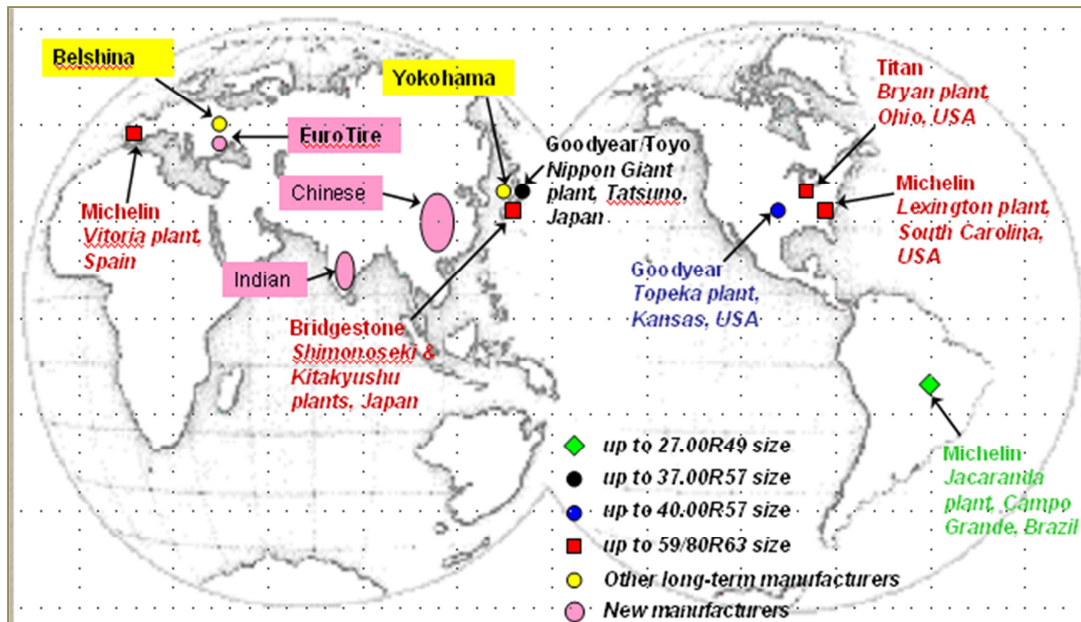 Belshina
Yokohama
EuroTire
Chinese
Indian
Michelin
Vitoria plant,
Spain
Bridgestone
Shimonoseki &
Kitakyushu
plants, Japan
Goodyear/Toyo
Nippon Giant
plant, Tatsuno,
Japan
Titan
Bryan plant,
Ohio, USA
Michelin
Lexington plant,
South Carolina,
USA
Goodyear
Topeka plant,
Kansas, USA
Michelin
Jacaranda
plant, Campo
Grande, Brazil
up to 27.00R49 size
up to 37.00R57 size
up to 40.00R57 size
up to 59/80R63 size
Other long-term manufacturers
New manufacturers